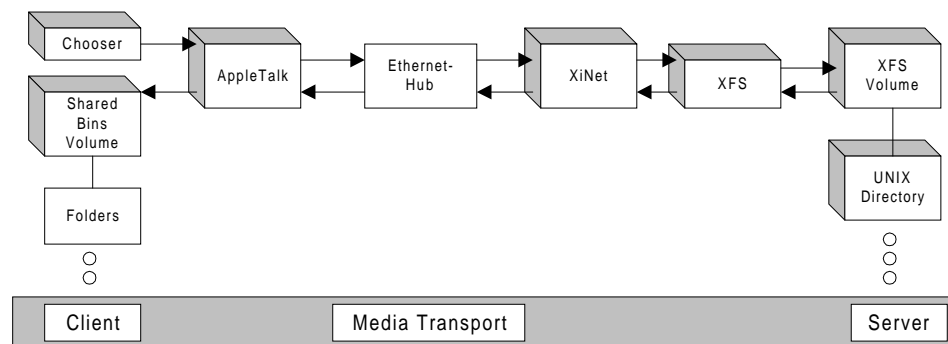 Chooser
AppleTalk
Ethernet-
Hub
XiNet
XFS
XFS
Volume
Shared
Bins
Volume
UNIX
Directory
Folders
Client
Media Transport
Server